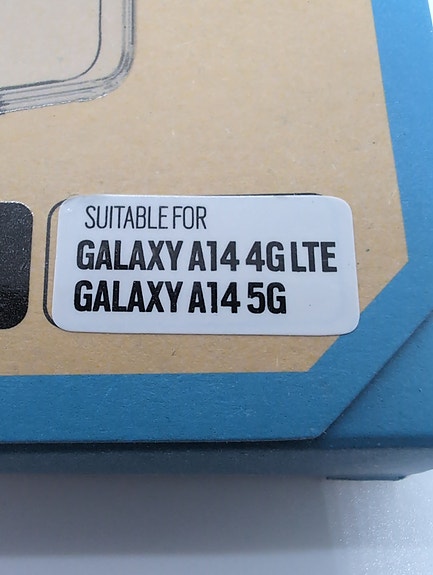 SUITABLE FOR
GALAXY A14 4G LTE
GALAXY A14 5G